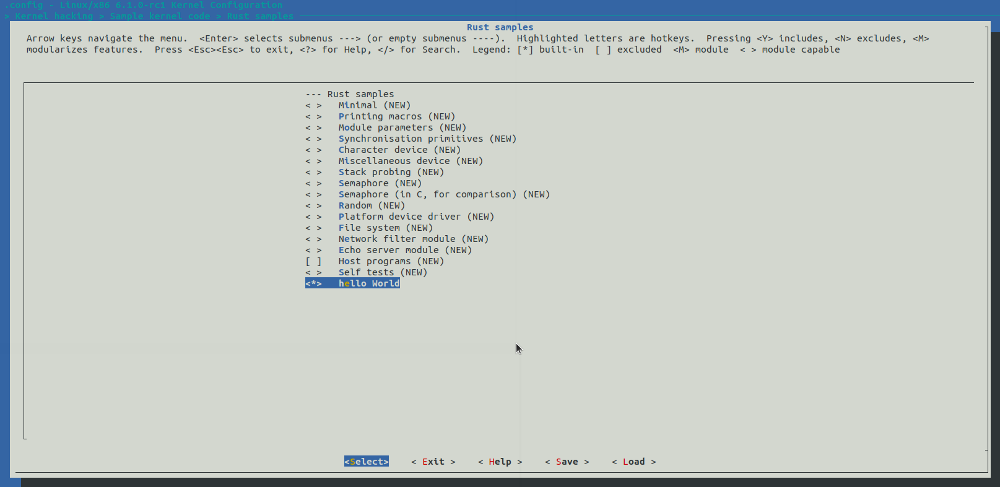 .config - Linux/x86 6.1.0-rc1 Kernel Configuration
> Kernel hacking > Sample kernel code > Rust samples
Rust samples
Arrow keys navigate the menu.  <Enter> selects submenus ---> (or empty submenus ----).  Highlighted letters are hotkeys.  Pressing <Y> includes, <N> excludes, <M>
modularizes features.  Press <Esc><Esc> to exit, <?> for Help, </> for Search.  Legend: [*] built-in  [ ] excluded  <M> module  < > module capable
--- Rust samples
< >   Minimal (NEW)
< >   Printing macros (NEW)
< >   Module parameters (NEW)
< >   Synchronisation primitives (NEW)
< >   Character device (NEW)
< >   Miscellaneous device (NEW)
< >   Stack probing (NEW)
< >   Semaphore (NEW)
< >   Semaphore (in C, for comparison) (NEW)
< >   Random (NEW)
< >   Platform device driver (NEW)
< >   File system (NEW)
< >   Network filter module (NEW)
< >   Echo server module (NEW)
[ ]   Host programs (NEW)
< >   Self tests (NEW)
<*>   hello World
<Select>    < Exit >    < Help >    < Save >    < Load >